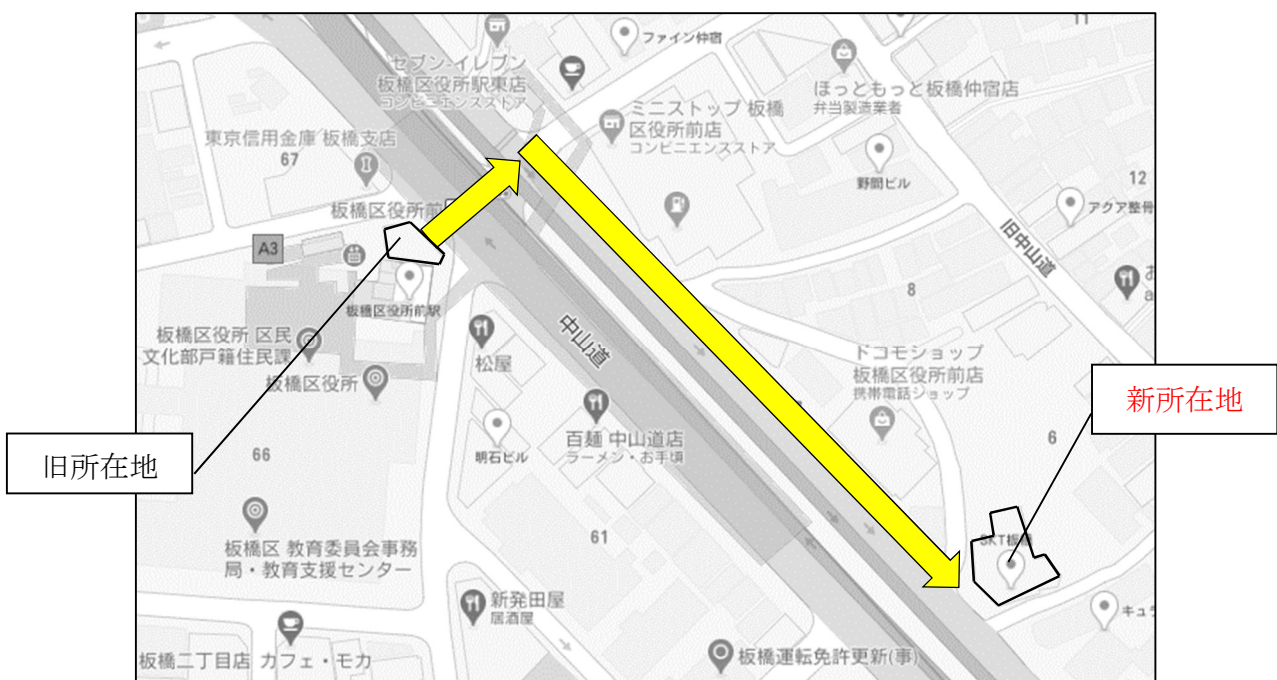 ファイン仲宿
セブン-イレブン
板橋区役所駅東店
コンビニエンスストア
ほっともっと板橋仲宿店
弁当製造業者
ミニストップ 板橋
区役所前店
コンビニエンスストア
東京信用金庫 板橋支店
67
野間ビル
12
アクア整骨
板橋区役所前
旧中山道
A3
お
a
8
板橋区役所前駅
中山道
板橋区役所 区民
文化部戸籍住民課
松屋
ドコモショップ
板橋区役所前店
携帯電話ショップ
板橋区役所
新所在地
百麺 中山道店
ラーメン・お手頃
6
旧所在地
66
明石ビル
61
SKT板橋
板橋区 教育委員会事務
局・教育支援センター
新発田屋
居酒屋
キュラ
板橋二丁目店
カフェ・モカ
板橋運転免許更新(事)